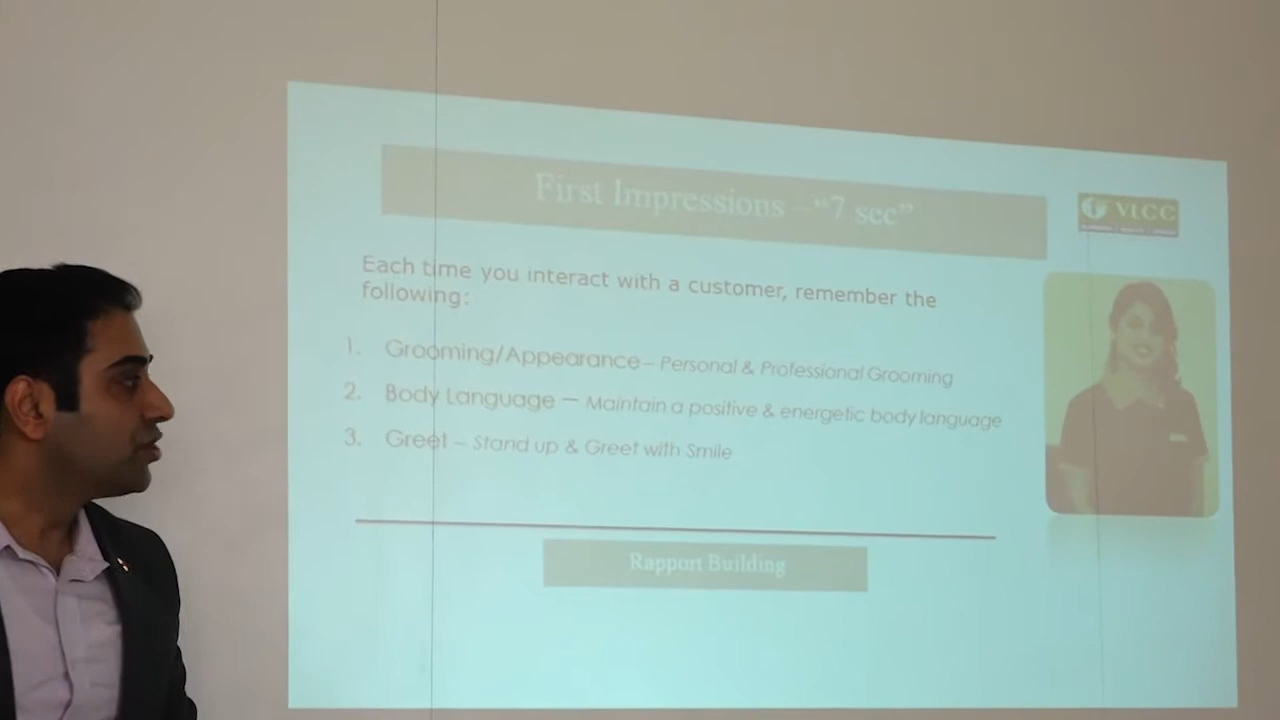 First Impressions – “7 sec”
VLCC
Each time you interact with a customer, remember the
following:
1. Grooming/Appearance – Personal & Professional Grooming
2. Body Language – Maintain a positive & energetic body language
3. Greet – Stand up & Greet with Smile
Rapport Building